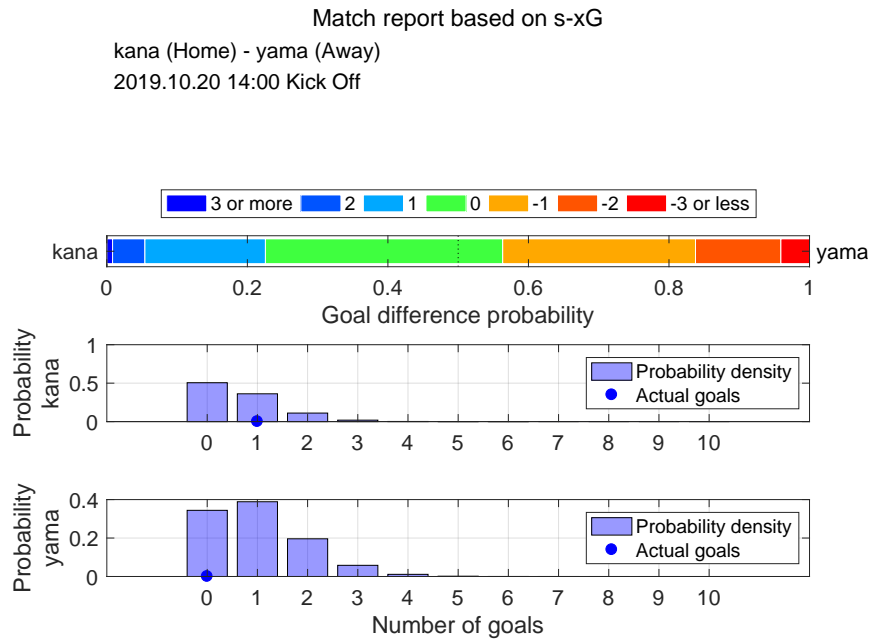 Match report based on s-xG
kana (Home) - yama (Away)
2019.10.20 14:00 Kick Off
3 or more 2 1 0 -1 -2 -3 or less
kana yama
0 0.2 0.4 0.6 0.8 1
Goal difference probability
Probability
kana
1
0.5
0
Probability density
Actual goals
0 1 2 3 4 5 6 7 8 9 10
Probability
yama
0.4
0.2
0
Probability density
Actual goals
0 1 2 3 4 5 6 7 8 9 10
Number of goals